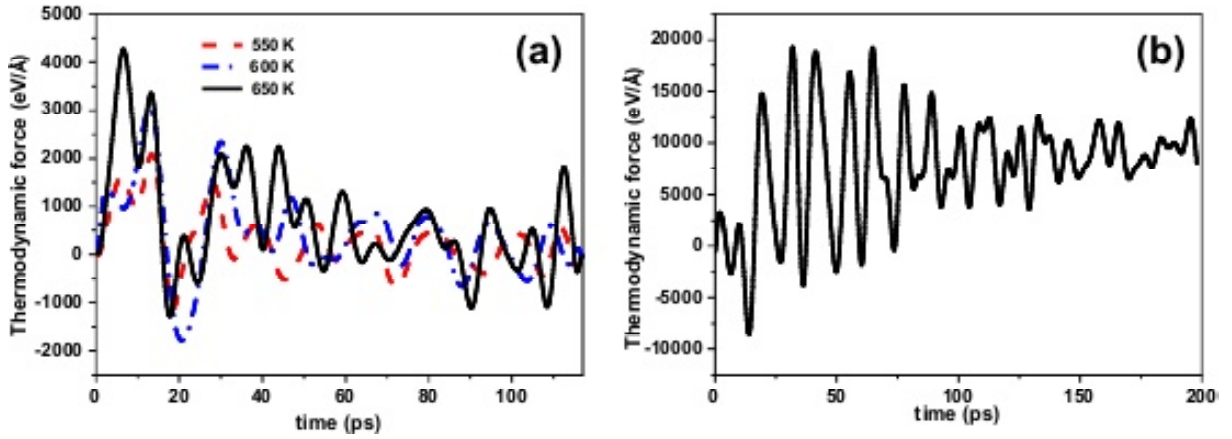 5000
4000
3000
2000
1000
0
-1000
-2000
Thermodynamic force (eV/Å)
550 K
600 K
650 K
(a)
0 20 40 60 80 100
time (ps)
20000
15000
10000
5000
0
-5000
-10000
Thermodynamic force (eV/Å)
(b)
0 50 100 150 200
time (ps)